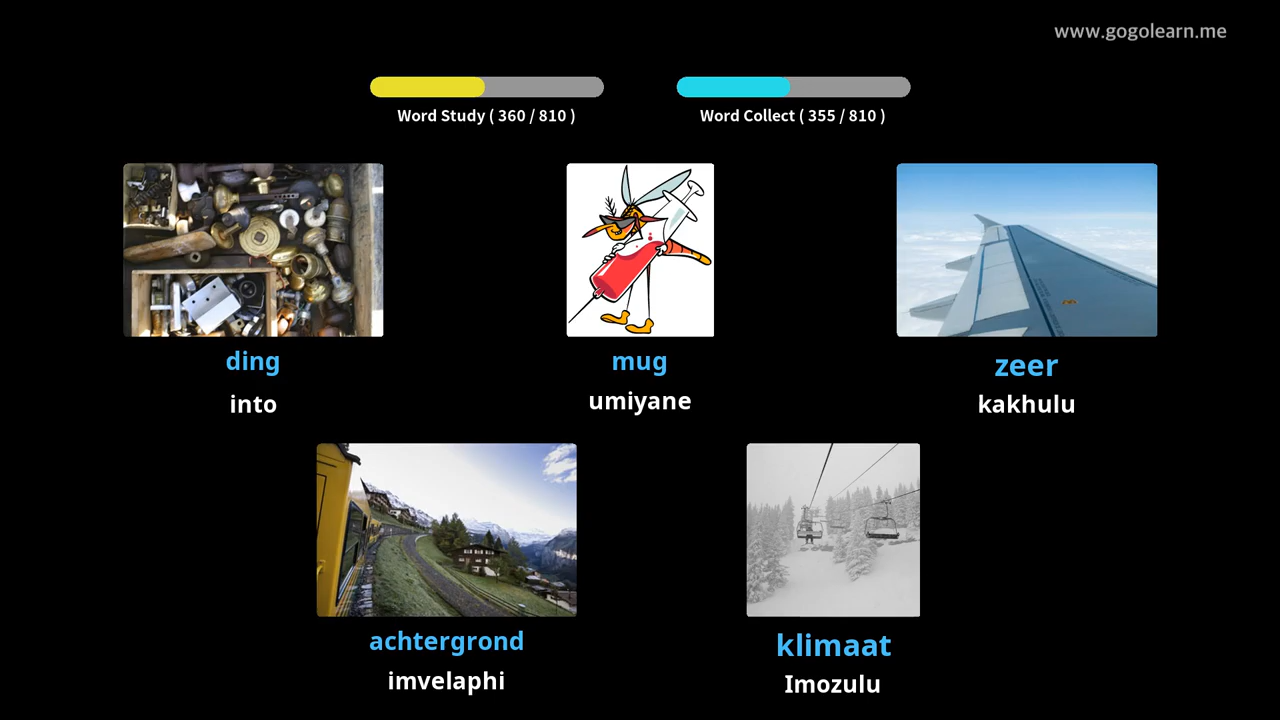 www.gogolearn.me
Word Study ( 360 / 810 )
Word Collect ( 355 / 810 )
ding
into
mug
umiyane
zeer
kakhulu
achtergrond
imvelaphi
klimaat
Imozulu